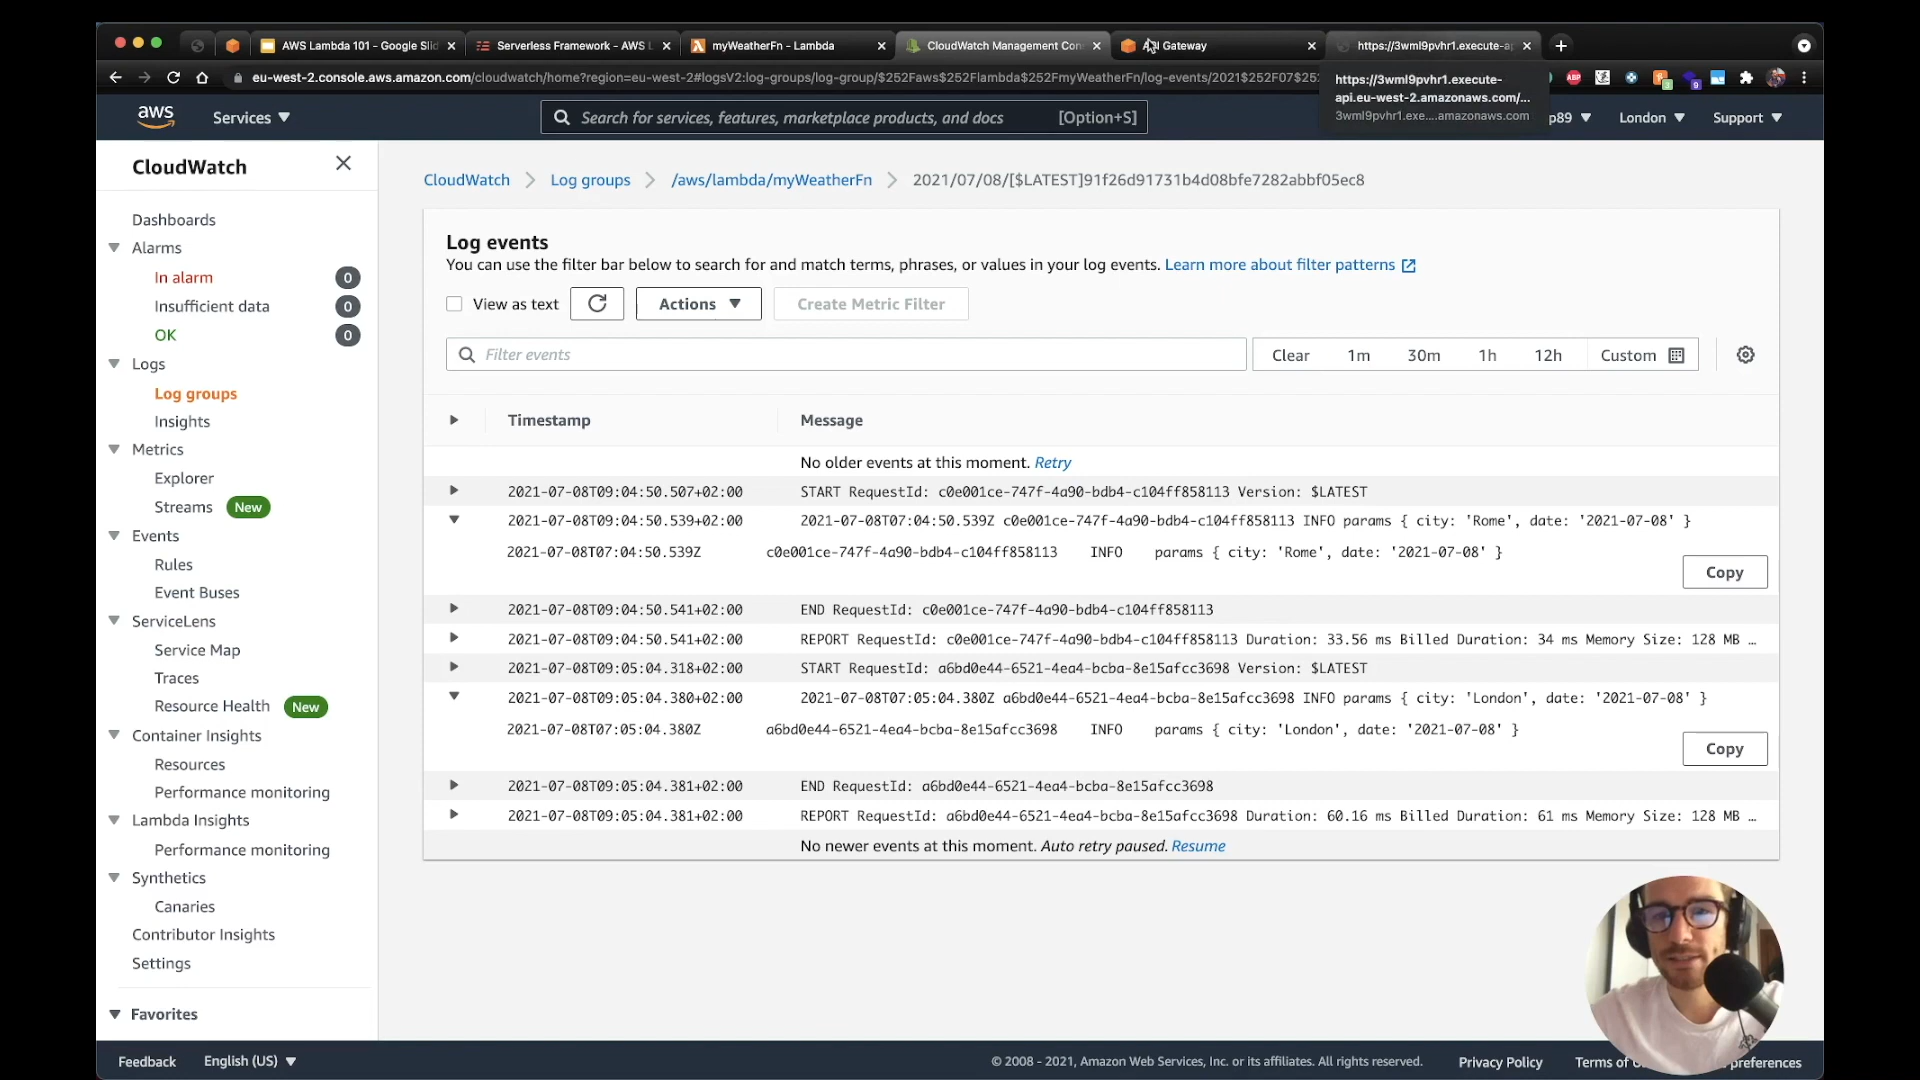 AWS Lambda 101 - Google Slid
Serverless Framework - AWS L
myWeatherFn - Lambda
CloudWatch Management Con
Gateway
https://3wml9pvhr1.execute-ap
eu-west-2.console.aws.amazon.com/cloudwatch/home?region=eu-west-2#logsV2:log-groups/log-group/$252Faws$252Flambda$252FmyWeatherFn/log-events/2021$252F07$252
https://3wml9pvhr1.execute-
api.eu-west-2.amazonaws.com/...
3wml9pvhr1.exe....amazonaws.com
ABP
aws
Services
Search for services, features, marketplace products, and docs
[Option+S]
p89
London
Support
CloudWatch
Dashboards
Alarms
In alarm 0
Insufficient data 0
OK 0
Logs
Log groups
Insights
Metrics
Explorer
Streams New
Events
Rules
Event Buses
ServiceLens
Service Map
Traces
Resource Health New
Container Insights
Resources
Performance monitoring
Lambda Insights
Performance monitoring
Synthetics
Canaries
Contributor Insights
Settings
Favorites
CloudWatch > Log groups > /aws/lambda/myWeatherFn > 2021/07/08/[$LATEST]91f26d91731b4d08bfe7282abbf05ec8
Log events
You can use the filter bar below to search for and match terms, phrases, or values in your log events. Learn more about filter patterns
View as text
Actions
Create Metric Filter
Filter events
Clear 1m 30m 1h 12h Custom
Timestamp Message
No older events at this moment. Retry
2021-07-08T09:04:50.507+02:00 START RequestId: c0e001ce-747f-4a90-bdb4-c104ff858113 Version: $LATEST
2021-07-08T09:04:50.539+02:00 2021-07-08T07:04:50.539Z c0e001ce-747f-4a90-bdb4-c104ff858113 INFO params { city: 'Rome', date: '2021-07-08' }
2021-07-08T07:04:50.539Z c0e001ce-747f-4a90-bdb4-c104ff858113 INFO params { city: 'Rome', date: '2021-07-08' }
Copy
2021-07-08T09:04:50.541+02:00 END RequestId: c0e001ce-747f-4a90-bdb4-c104ff858113
2021-07-08T09:04:50.541+02:00 REPORT RequestId: c0e001ce-747f-4a90-bdb4-c104ff858113 Duration: 33.56 ms Billed Duration: 34 ms Memory Size: 128 MB ...
2021-07-08T09:05:04.318+02:00 START RequestId: a6bd0e44-6521-4ea4-bcba-8e15afcc3698 Version: $LATEST
2021-07-08T09:05:04.380+02:00 2021-07-08T07:05:04.380Z a6bd0e44-6521-4ea4-bcba-8e15afcc3698 INFO params { city: 'London', date: '2021-07-08' }
2021-07-08T07:05:04.380Z a6bd0e44-6521-4ea4-bcba-8e15afcc3698 INFO params { city: 'London', date: '2021-07-08' }
Copy
2021-07-08T09:05:04.381+02:00 END RequestId: a6bd0e44-6521-4ea4-bcba-8e15afcc3698
2021-07-08T09:05:04.381+02:00 REPORT RequestId: a6bd0e44-6521-4ea4-bcba-8e15afcc3698 Duration: 60.16 ms Billed Duration: 61 ms Memory Size: 128 MB ...
No newer events at this moment. Auto retry paused. Resume
Feedback
English (US)
© 2008 - 2021, Amazon Web Services, Inc. or its affiliates. All rights reserved.
Privacy Policy
Terms of
preferences